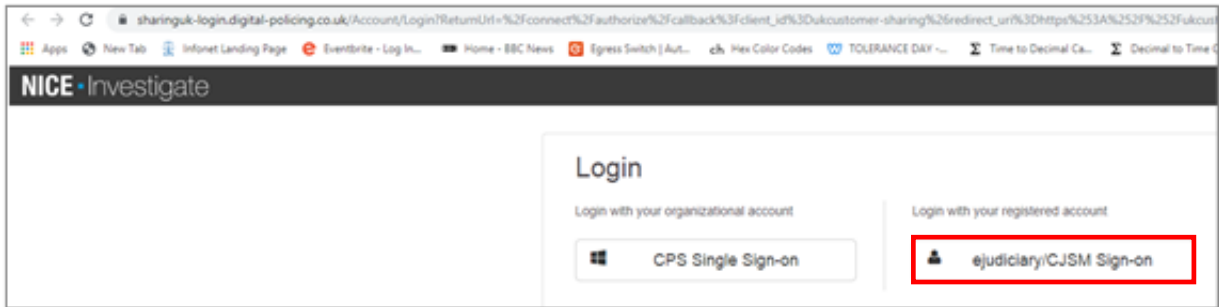 sharinguk-login.digital-policing.co.uk/Account/Login?ReturnUrl=%2Fconnect%2Fauthorize%2Fcallback%3Fclient_id%3Dukcustomer-sharing%26redirect_uri%3Dhttps%253A%252F%252Fukcust
Apps New Tab Infonet Landing Page Eventbrite - Log In... Home - BBC News Egress Switch | Aut... ch Hex Color Codes TOLERANCE DAY -... Σ Time to Decimal Ca... Σ Decimal to Time C
NICE · Investigate
Login
Login with your organizational account Login with your registered account
CPS Single Sign-on ejudiciary/CJSM Sign-on